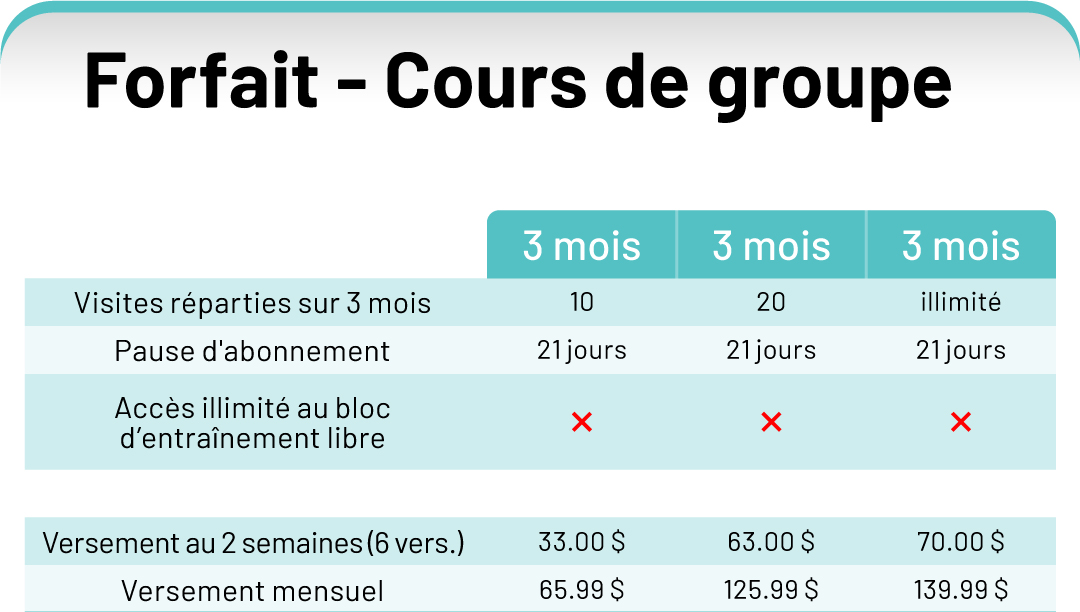 Forfait - Cours de groupe
3 mois 3 mois 3 mois
Visites réparties sur 3 mois 10 20 illimité
Pause d'abonnement 21 jours 21 jours 21 jours
Accès illimité au bloc
d’entraînement libre
Versement au 2 semaines (6 vers.) 33.00 $ 63.00 $ 70.00 $
Versement mensuel 65.99 $ 125.99 $ 139.99 $